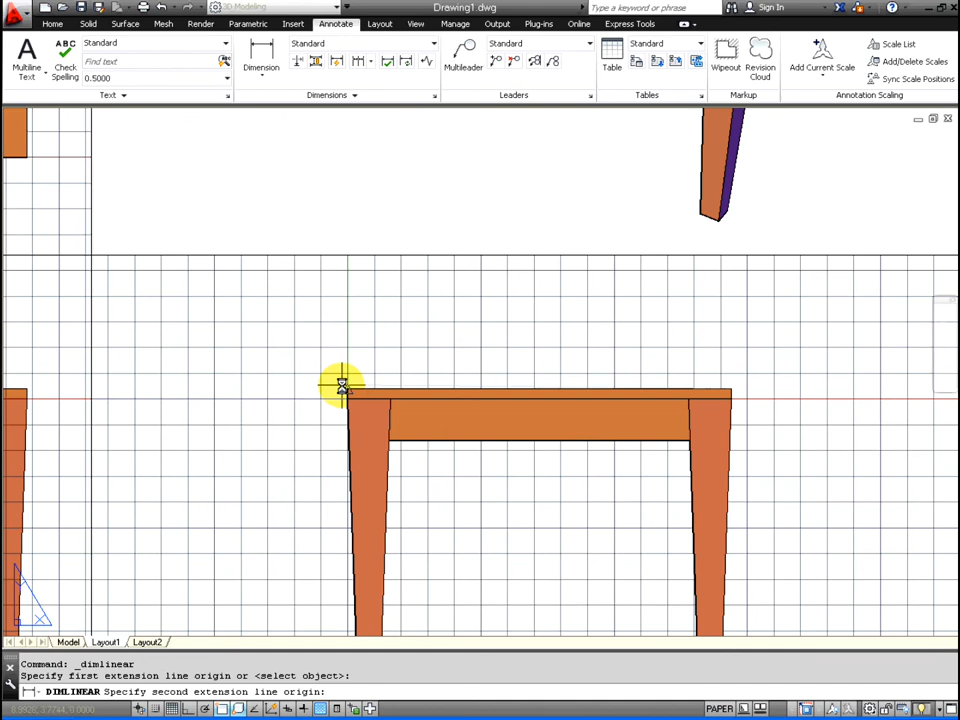 3D Modeling
Drawing1.dwg
Type a keyword or phrase
Sign In
Home Solid Surface Mesh Render Parametric Insert Annotate Layout View Manage Output Plug-ins Online Express Tools
Multiline Text
ABC
Check Spelling
Standard
Find text
0.5000
Text
Dimension
Standard
Dimensions
Multileader
Standard
Leaders
Table
Standard
Tables
Wipeout
Revision Cloud
Markup
Add Current Scale
Scale List
Add/Delete Scales
Sync Scale Positions
Annotation Scaling
Model Layout1 Layout2
Command: _dimlinear
Specify first extension line origin or <select object>:
DIMLINEAR Specify second extension line origin:
PAPER